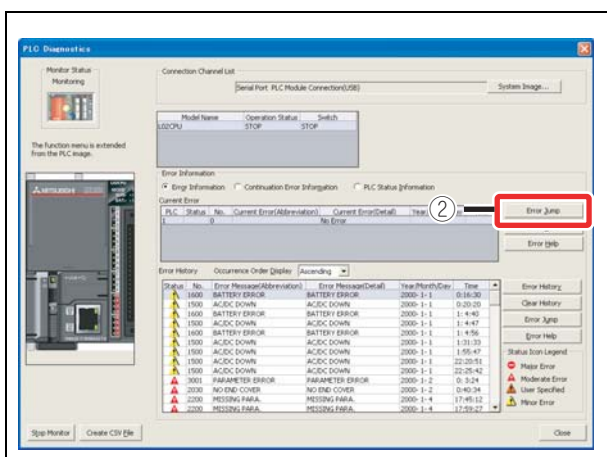 PLC Diagnostics
Monitor Status
Monitoring
Connection Channel List
Serial Port PLC Module Connection(USB)
System Image...
The function menu is extended
from the PLC image.
Model Name Operation Status Switch
L02CPU STOP STOP
MITSUBISHI
Error Information
Error Information Continuation Error Information PLC Status Information
Current Error
PLC Status No. Current Error(Abbreviation) Current Error(Detail) Year
1 0 No Error
②
Error Jump
Error Help
Error History Occurrence Order Display Ascending
Status No. Error Message(Abbreviation) Error Message(Detail) Year/Month/Day Time
1600 BATTERY ERROR BATTERY ERROR 2000- 1- 1 0:16:30
1500 AC/DC DOWN AC/DC DOWN 2000- 1- 1 0:20:20
1600 BATTERY ERROR BATTERY ERROR 2000- 1- 1 1: 4:40
1500 AC/DC DOWN AC/DC DOWN 2000- 1- 1 1: 4:47
1600 BATTERY ERROR BATTERY ERROR 2000- 1- 1 1: 4:56
1500 AC/DC DOWN AC/DC DOWN 2000- 1- 1 1:31:33
1500 AC/DC DOWN AC/DC DOWN 2000- 1- 1 1:55:47
1500 AC/DC DOWN AC/DC DOWN 2000- 1- 1 22:20:51
1500 AC/DC DOWN AC/DC DOWN 2000- 1- 1 22:25:42
3001 PARAMETER ERROR PARAMETER ERROR 2000- 1- 2 0: 3:24
2030 NO END COVER NO END COVER 2000- 1- 2 0:40:34
2200 MISSING PARA. MISSING PARA. 2000- 1- 4 17:45:12
2200 MISSING PARA. MISSING PARA. 2000- 1- 4 17:59:27
Error History
Clear History
Error Jump
Error Help
Status Icon Legend
Major Error
Moderate Error
User Specified
Minor Error
Stop Monitor
Create CSV File
Close